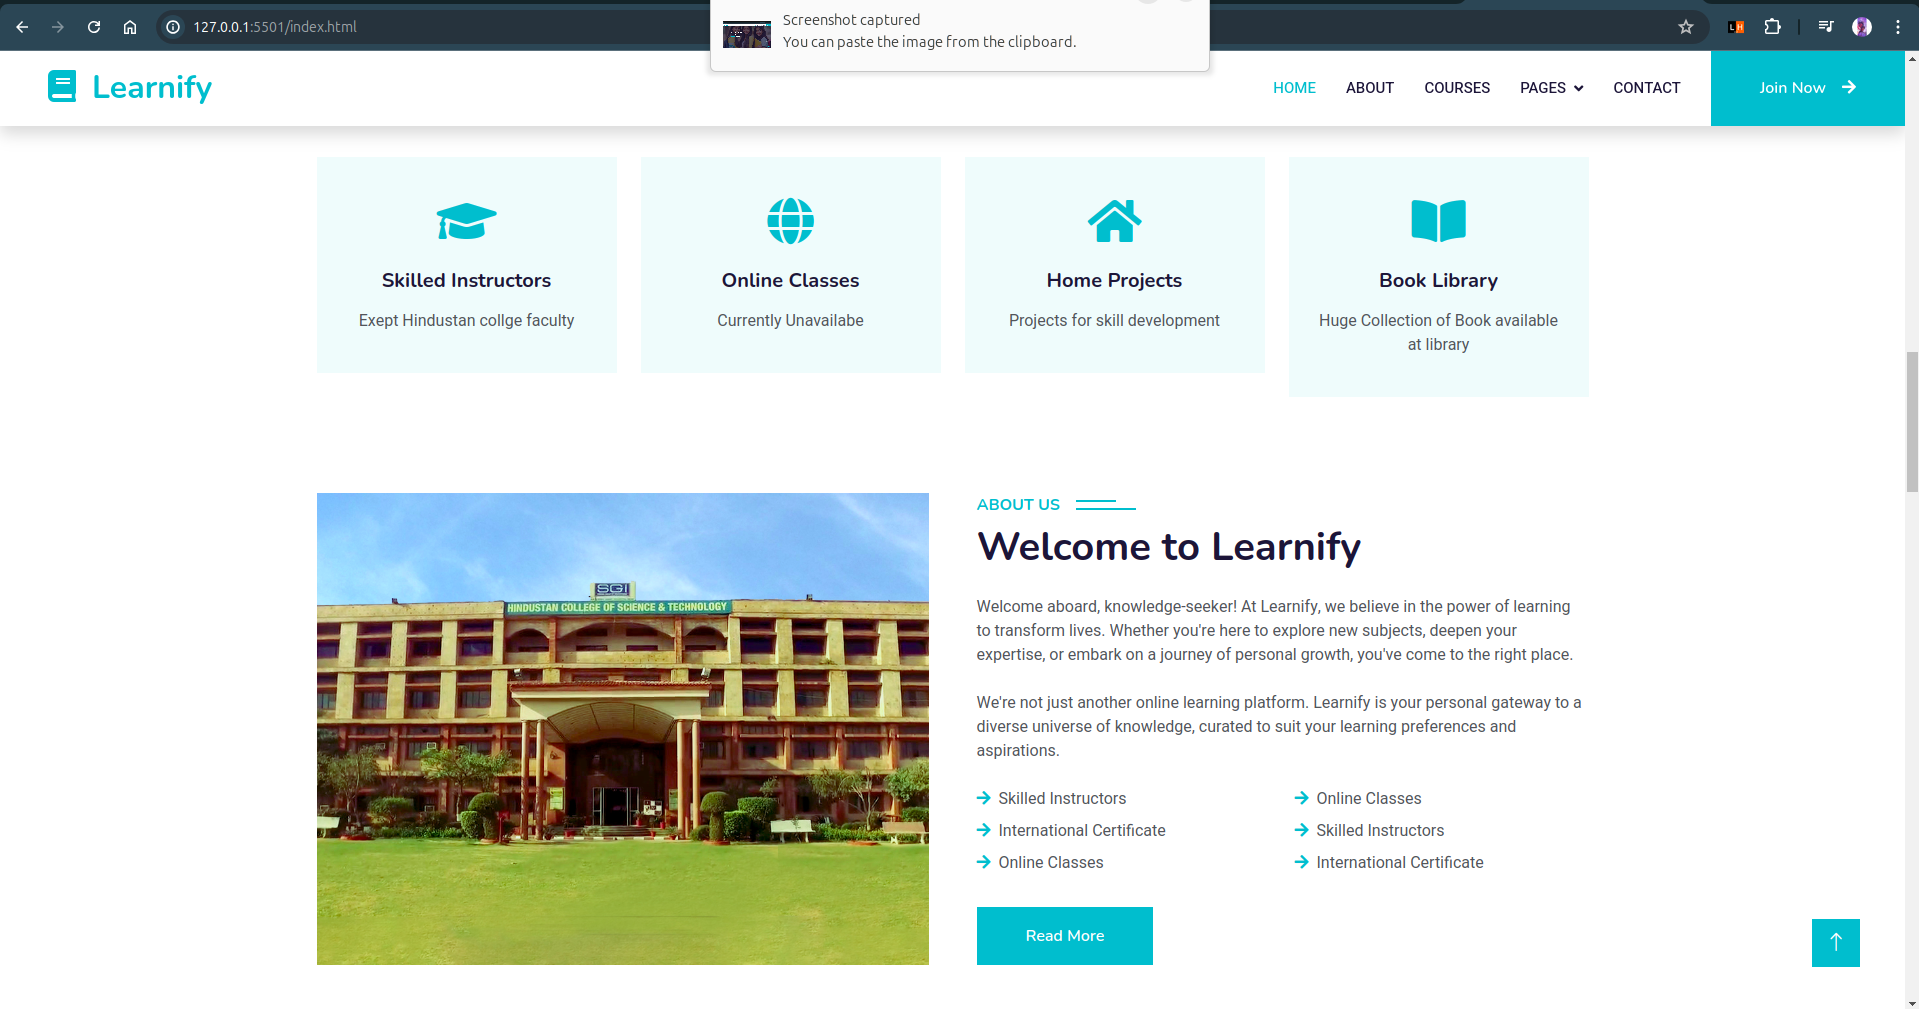 Screenshot captured
You can paste the image from the clipboard.
127.0.0.1:5501/index.html
LH
Learnify
HOME
ABOUT
COURSES
PAGES
CONTACT
Join Now
Skilled Instructors
Exept Hindustan collge faculty
Online Classes
Currently Unavailabe
Home Projects
Projects for skill development
Book Library
Huge Collection of Book available
at library
SGI
HINDUSTAN COLLEGE OF SCIENCE & TECHNOLOGY
ABOUT US
Welcome to Learnify
Welcome aboard, knowledge-seeker! At Learnify, we believe in the power of learning
to transform lives. Whether you're here to explore new subjects, deepen your
expertise, or embark on a journey of personal growth, you've come to the right place.
We're not just another online learning platform. Learnify is your personal gateway to a
diverse universe of knowledge, curated to suit your learning preferences and
aspirations.
Skilled Instructors
Online Classes
International Certificate
Skilled Instructors
Online Classes
International Certificate
Read More